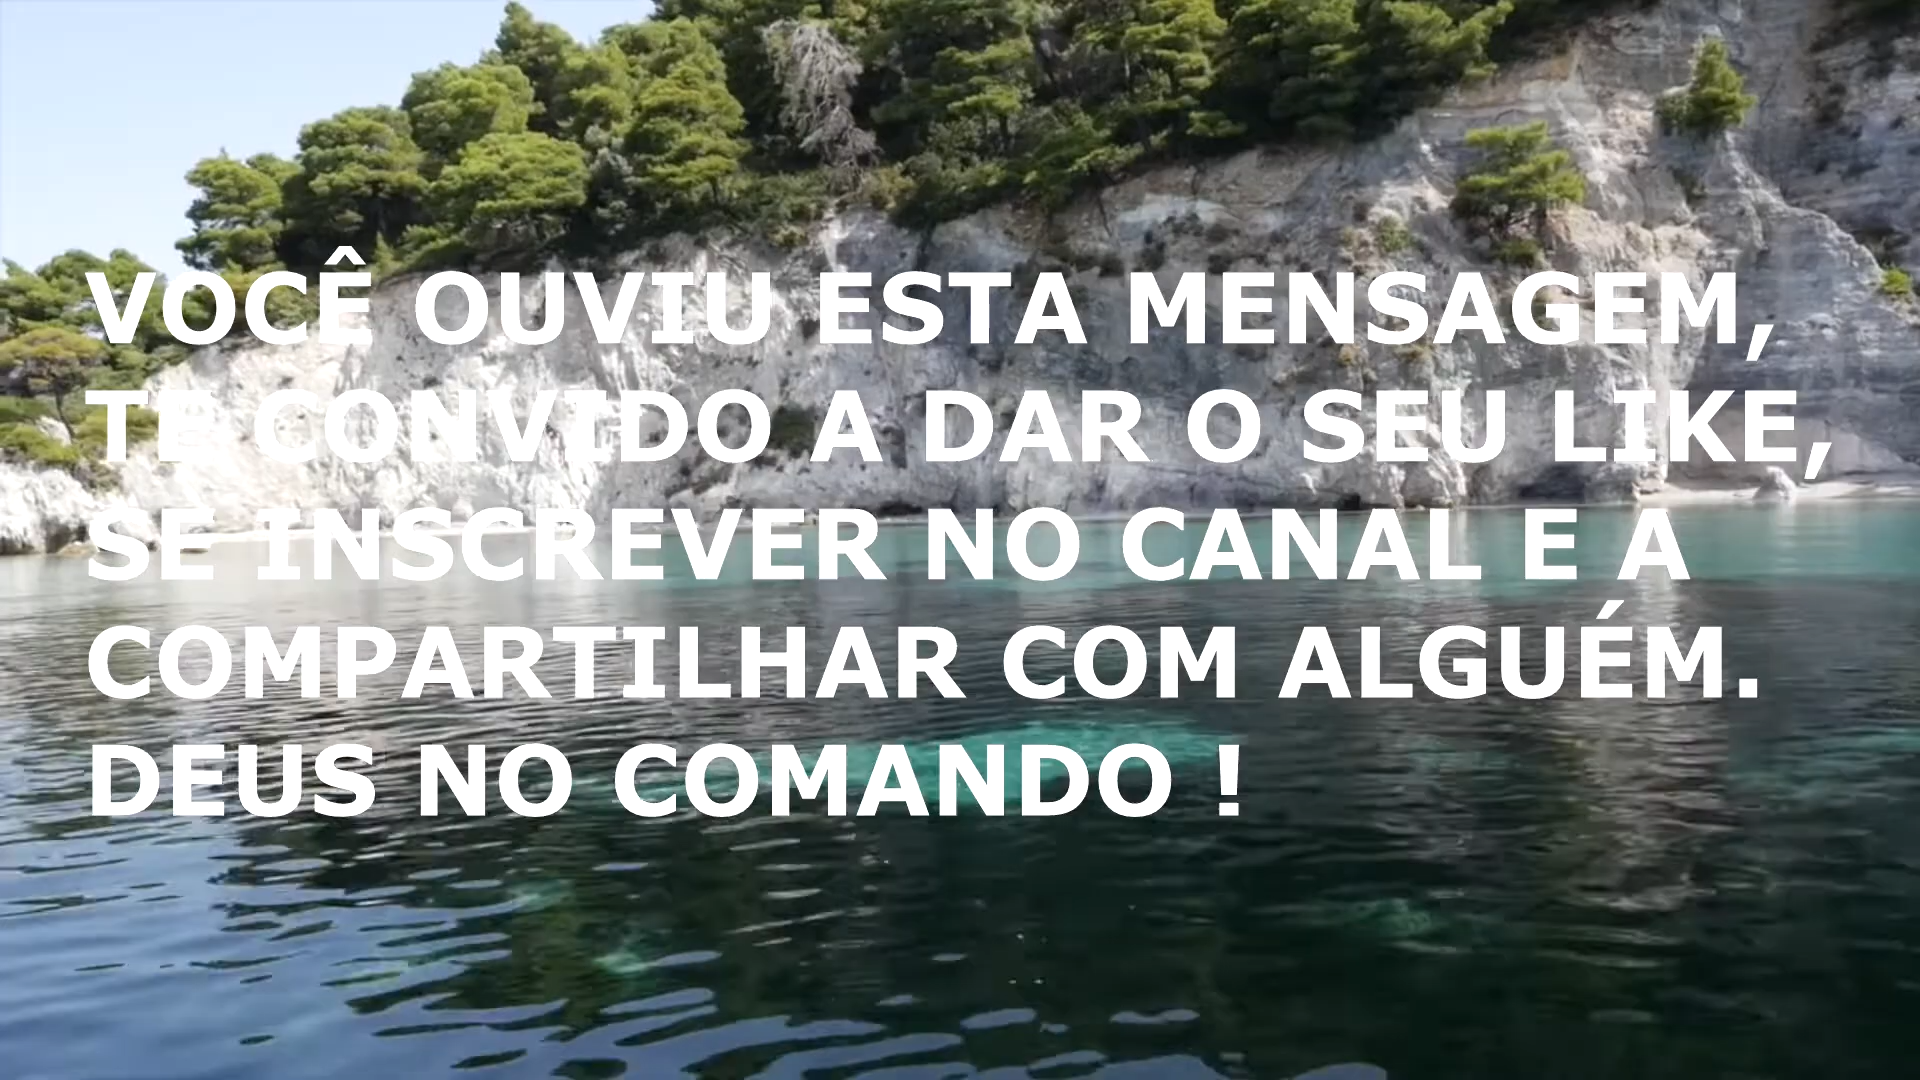 VOCÊ OUVIU ESTA MENSAGEM,
TE CONVIDO A DAR O SEU LIKE,
SE INSCREVER NO CANAL E A
COMPARTILHAR COM ALGUÉM.
DEUS NO COMANDO !